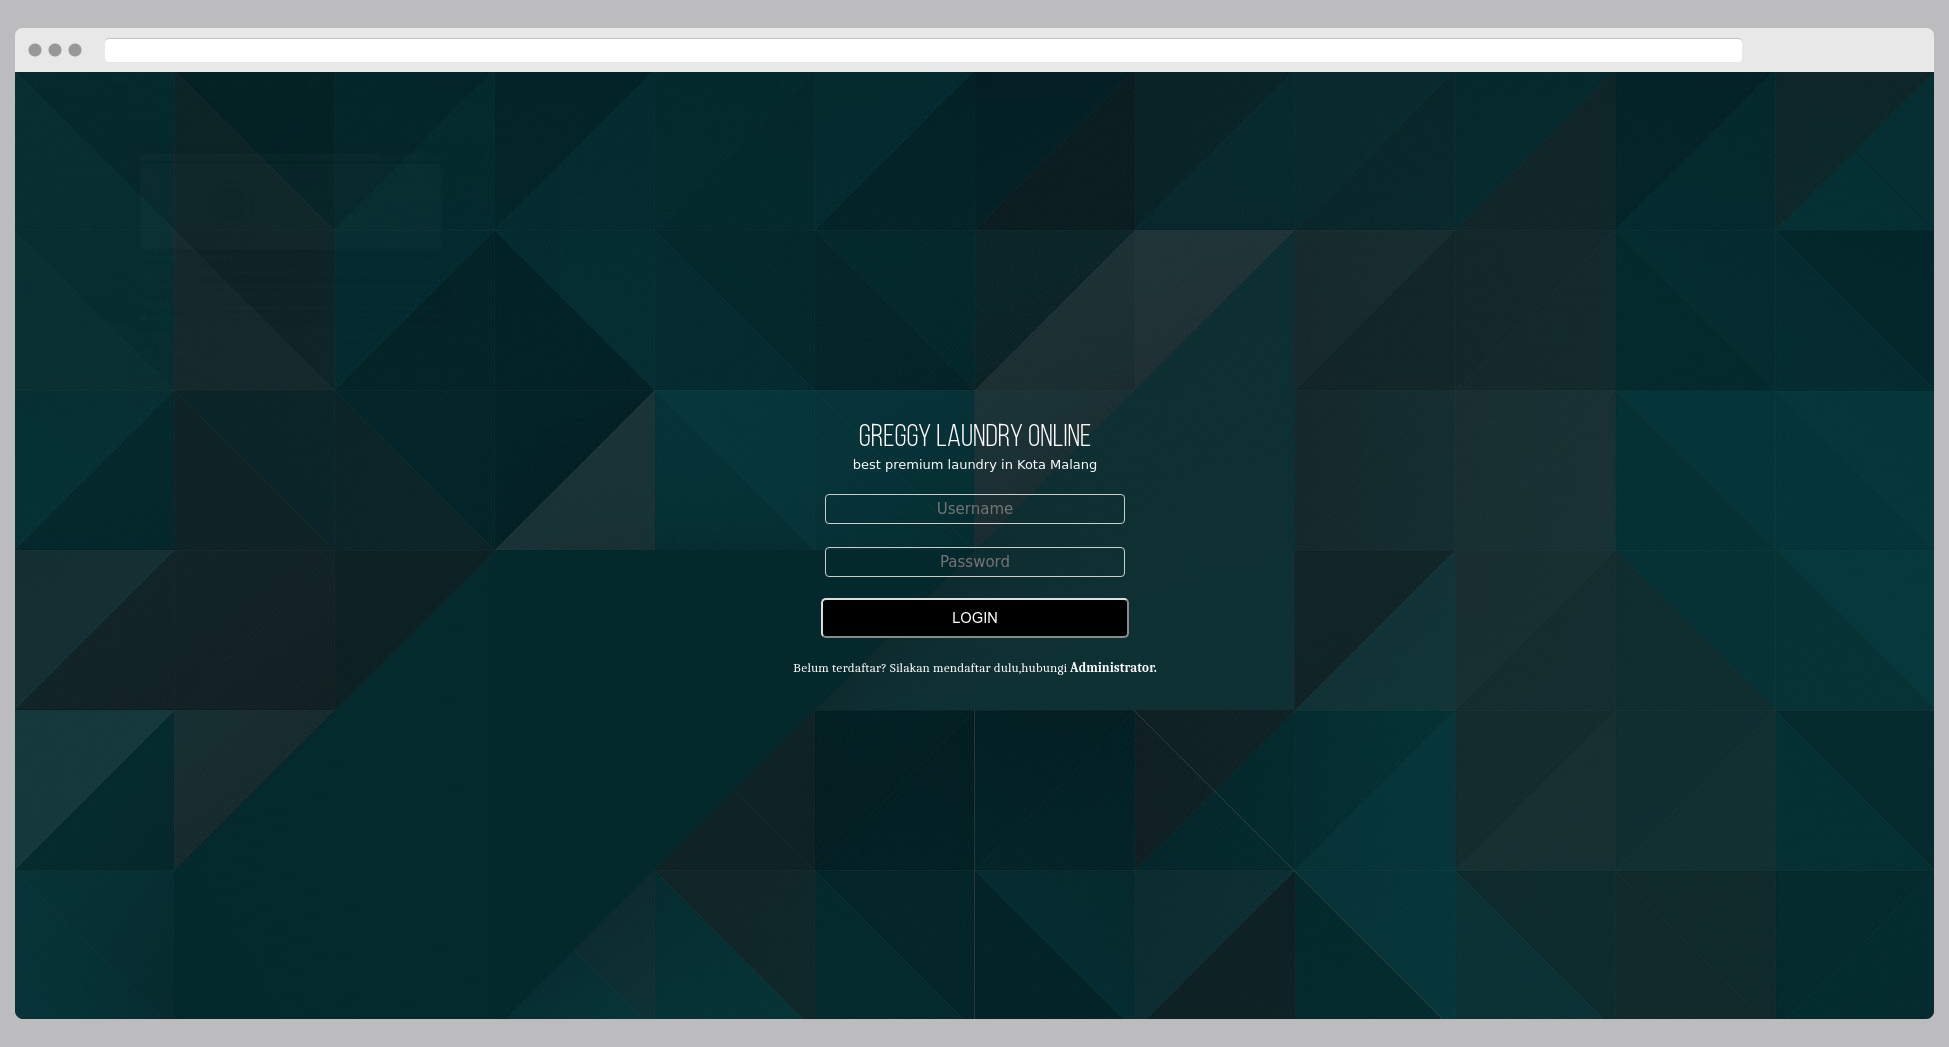 GREGGY LAUNDRY ONLINE
best premium laundry in Kota Malang
Username
Password
LOGIN
Belum terdaftar? Silakan mendaftar dulu,hubungi Administrator.